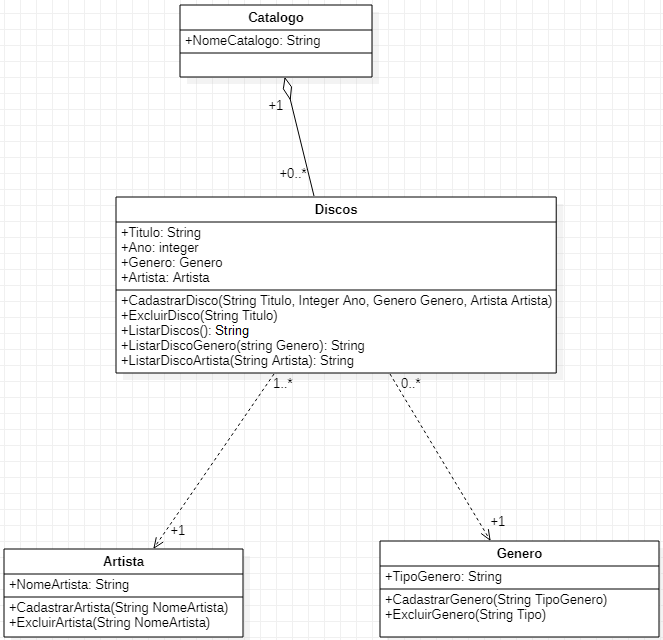 Catalogo
+NomeCatalogo: String
+1
+0..*
Discos
+Titulo: String
+Ano: integer
+Genero: Genero
+Artista: Artista
+CadastrarDisco(String Titulo, Integer Ano, Genero Genero, Artista Artista)
+ExcluirDisco(String Titulo)
+ListarDiscos(): String
+ListarDiscoGenero(string Genero): String
+ListarDiscoArtista(String Artista): String
1..*
0..*
+1
+1
Artista
+NomeArtista: String
+CadastrarArtista(String NomeArtista)
+ExcluirArtista(String NomeArtista)
Genero
+TipoGenero: String
+CadastrarGenero(String TipoGenero)
+ExcluirGenero(String Tipo)